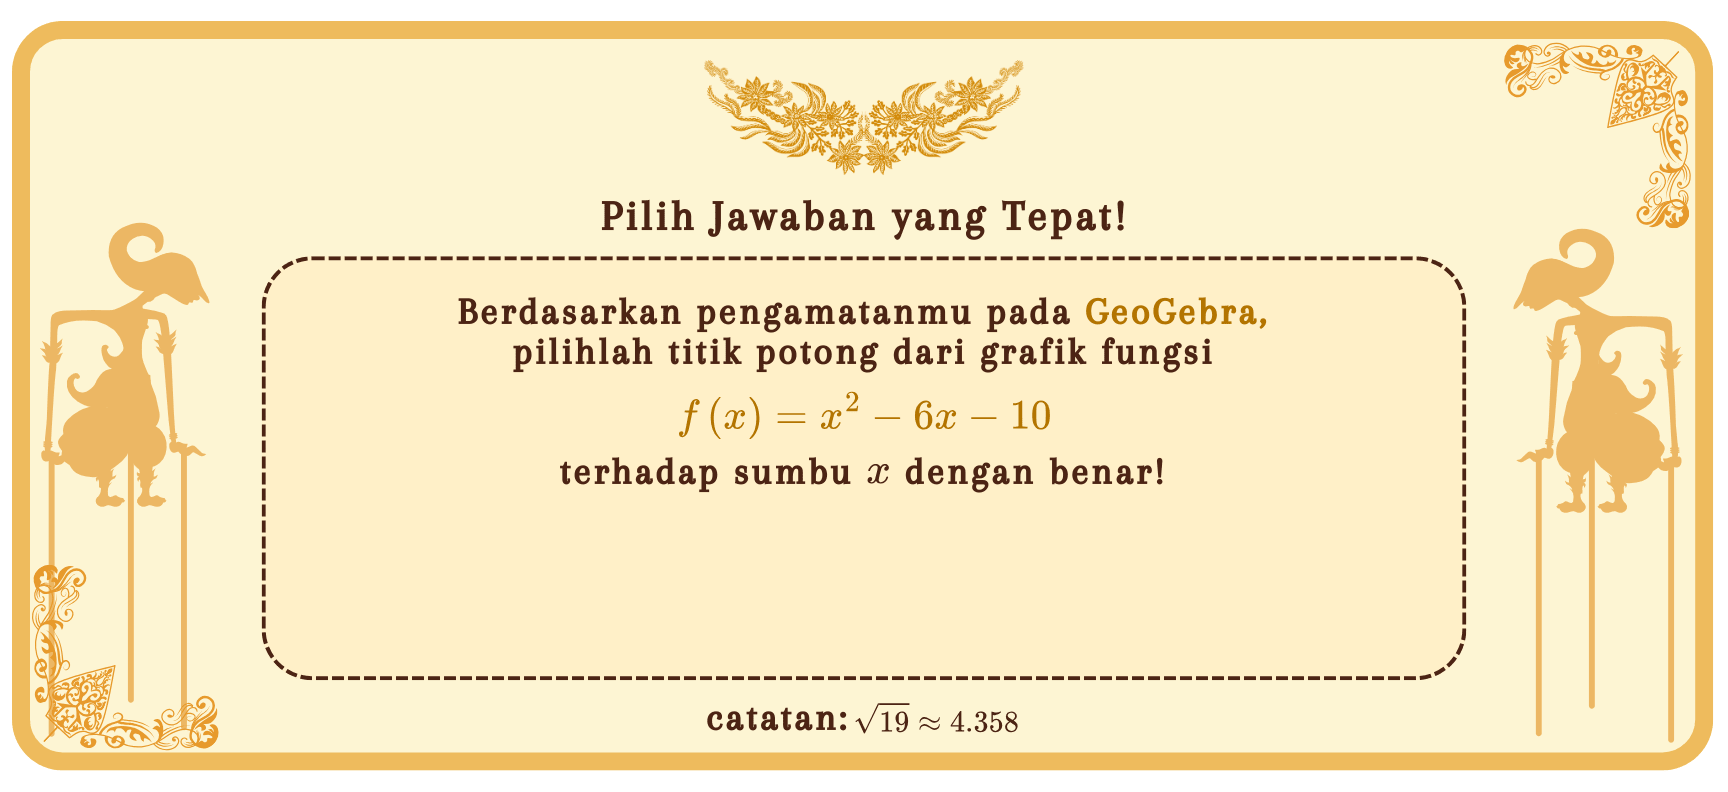 Pilih Jawaban yang Tepat!
Berdasarkan pengamatanmu pada GeoGebra,
pilihlah titik potong dari grafik fungsi
f (x) = x² − 6x − 10
terhadap sumbu x dengan benar!
catatan: √19 ≈ 4.358